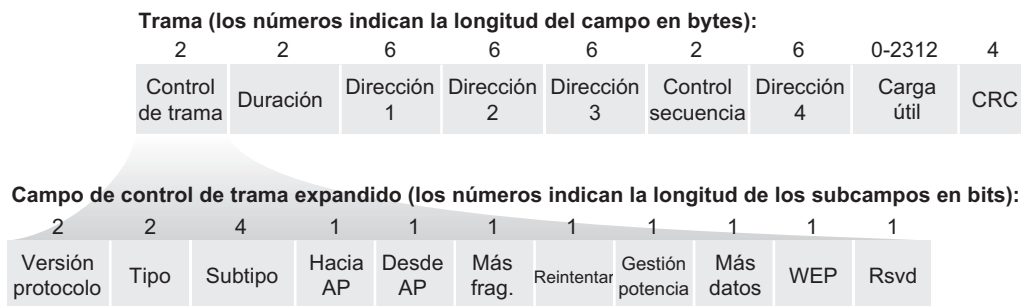 Trama (los números indican la longitud del campo en bytes):
2 2 6 6 6 2 6 0-2312 4
Control de trama
Duración
Dirección 1
Dirección 2
Dirección 3
Control secuencia
Dirección 4
Carga útil
CRC
Campo de control de trama expandido (los números indican la longitud de los subcampos en bits):
2 2 4 1 1 1 1 1 1 1 1
Versión protocolo
Tipo
Subtipo
Hacia AP
Desde AP
Más frag.
Reintentar
Gestión potencia
Más datos
WEP
Rsvd